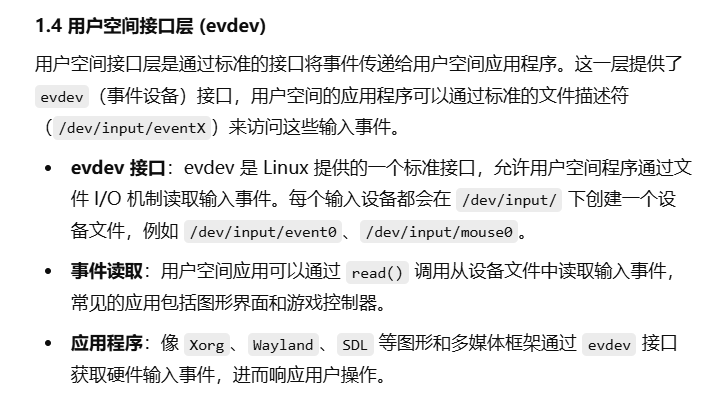 1.4 用户空间接口层 (evdev)
用户空间接口层是通过标准的接口将事件传递给用户空间应用程序。这一层提供了
evdev（事件设备）接口，用户空间的应用程序可以通过标准的文件描述符
（/dev/input/eventX）来访问这些输入事件。
• evdev 接口：evdev 是 Linux 提供的一个标准接口，允许用户空间程序通过文
件 I/O 机制读取输入事件。每个输入设备都会在 /dev/input/ 下创建一个设
备文件，例如 /dev/input/event0、/dev/input/mouse0。
• 事件读取：用户空间应用可以通过 read() 调用从设备文件中读取输入事件，
常见的应用包括图形界面和游戏控制器。
• 应用程序：像 Xorg、Wayland、SDL 等图形和多媒体框架通过 evdev 接口
获取硬件输入事件，进而响应用户操作。